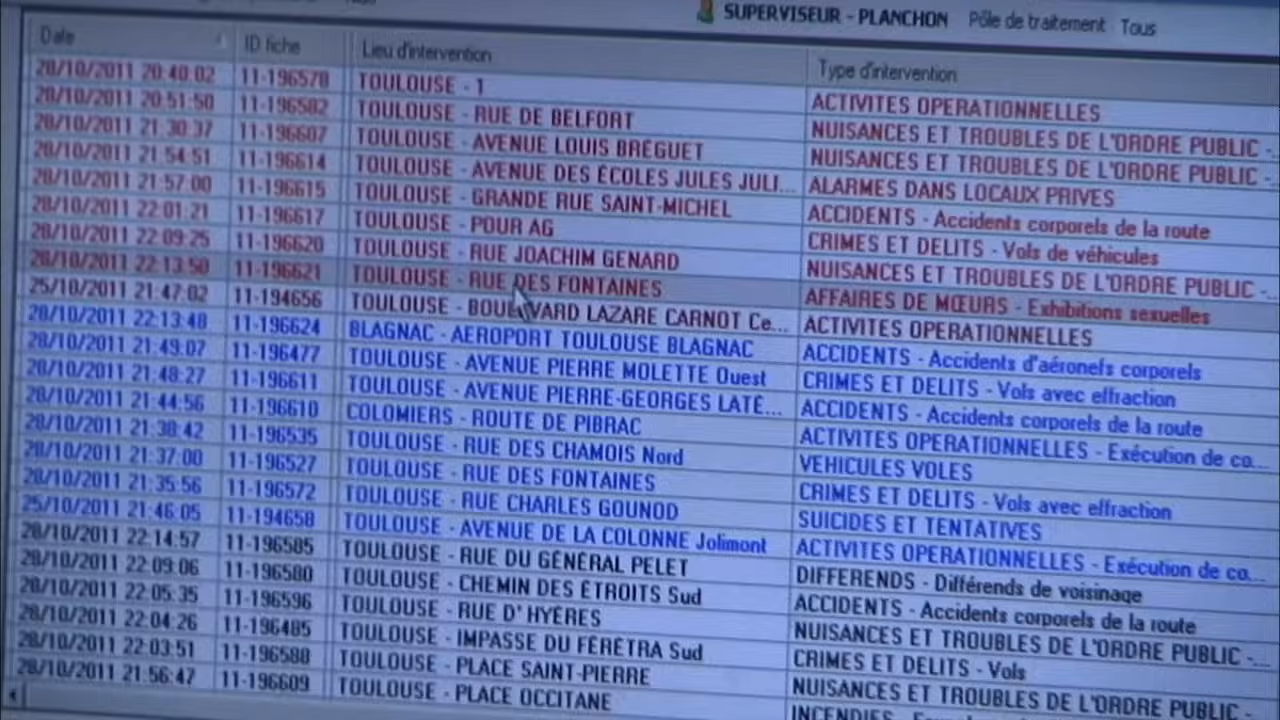 SUPERVISEUR - PLANCHON Pôle de traitement Tous
Date ID fiche Lieu d'intervention Type d'intervention
28/10/2011 20:40:02 11-196578 TOULOUSE - 1 ACTIVITES OPERATIONNELLES
28/10/2011 20:51:50 11-196582 TOULOUSE - RUE DE BELFORT NUISANCES ET TROUBLES DE L'ORDRE PUBLIC -...
28/10/2011 21:30:37 11-196607 TOULOUSE - AVENUE LOUIS BRÉGUET NUISANCES ET TROUBLES DE L'ORDRE PUBLIC -...
28/10/2011 21:54:51 11-196614 TOULOUSE - AVENUE DES ÉCOLES JULES JULI... ALARMES DANS LOCAUX PRIVES
28/10/2011 21:57:00 11-196615 TOULOUSE - GRANDE RUE SAINT-MICHEL ACCIDENTS - Accidents corporels de la route
28/10/2011 22:01:21 11-196617 TOULOUSE - POUR AG CRIMES ET DELITS - Vols de véhicules
28/10/2011 22:09:25 11-196620 TOULOUSE - RUE JOACHIM GENARD NUISANCES ET TROUBLES DE L'ORDRE PUBLIC -...
28/10/2011 22:13:50 11-196621 TOULOUSE - RUE DES FONTAINES AFFAIRES DE MŒURS - Exhibitions sexuelles
25/10/2011 21:47:02 11-194656 TOULOUSE - BOULEVARD LAZARE CARNOT Ce... ACTIVITES OPERATIONNELLES
28/10/2011 22:13:48 11-196624 BLAGNAC - AEROPORT TOULOUSE BLAGNAC ACCIDENTS - Accidents d'aéronefs corporels
28/10/2011 21:49:07 11-196477 TOULOUSE - AVENUE PIERRE MOLETTE Ouest CRIMES ET DELITS - Vols avec effraction
28/10/2011 21:48:27 11-196611 TOULOUSE - AVENUE PIERRE-GEORGES LATÉ... ACCIDENTS - Accidents corporels de la route
28/10/2011 21:44:56 11-196610 COLOMIERS - ROUTE DE PIBRAC ACTIVITES OPERATIONNELLES - Exécution de co...
28/10/2011 21:38:42 11-196535 TOULOUSE - RUE DES CHAMOIS Nord VEHICULES VOLES
28/10/2011 21:37:00 11-196527 TOULOUSE - RUE DES FONTAINES CRIMES ET DELITS - Vols avec effraction
28/10/2011 21:35:56 11-196572 TOULOUSE - RUE CHARLES GOUNOD SUICIDES ET TENTATIVES
25/10/2011 21:46:05 11-194658 TOULOUSE - AVENUE DE LA COLONNE Jolimont ACTIVITES OPERATIONNELLES - Exécution de co...
28/10/2011 22:14:57 11-196585 TOULOUSE - RUE DU GÉNÉRAL PELET DIFFERENDS - Différends de voisinage
28/10/2011 22:09:06 11-196580 TOULOUSE - CHEMIN DES ÉTROITS Sud ACCIDENTS - Accidents corporels de la route
28/10/2011 22:05:35 11-196596 TOULOUSE - RUE D'HYÈRES NUISANCES ET TROUBLES DE L'ORDRE PUBLIC -...
28/10/2011 22:04:26 11-196485 TOULOUSE - IMPASSE DU FÉRÉTRA Sud CRIMES ET DELITS - Vols
28/10/2011 22:03:51 11-196588 TOULOUSE - PLACE SAINT-PIERRE NUISANCES ET TROUBLES DE L'ORDRE PUBLIC -
28/10/2011 21:56:47 11-196609 TOULOUSE - PLACE OCCITANE INCENDIES